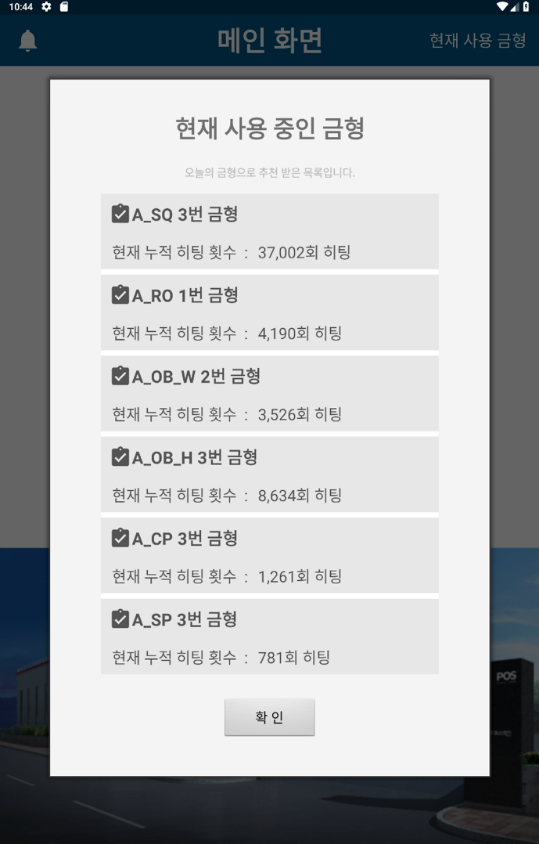 10:44
메인 화면
현재 사용 금형
현재 사용 중인 금형
오늘의 금형으로 추천 받은 목록입니다.
A_SQ 3번 금형
현재 누적 히팅 횟수 : 37,002회 히팅
A_RO 1번 금형
현재 누적 히팅 횟수 : 4,190회 히팅
A_OB_W 2번 금형
현재 누적 히팅 횟수 : 3,526회 히팅
A_OB_H 3번 금형
현재 누적 히팅 횟수 : 8,634회 히팅
A_CP 3번 금형
현재 누적 히팅 횟수 : 1,261회 히팅
A_SP 3번 금형
현재 누적 히팅 횟수 : 781회 히팅
확 인
POS